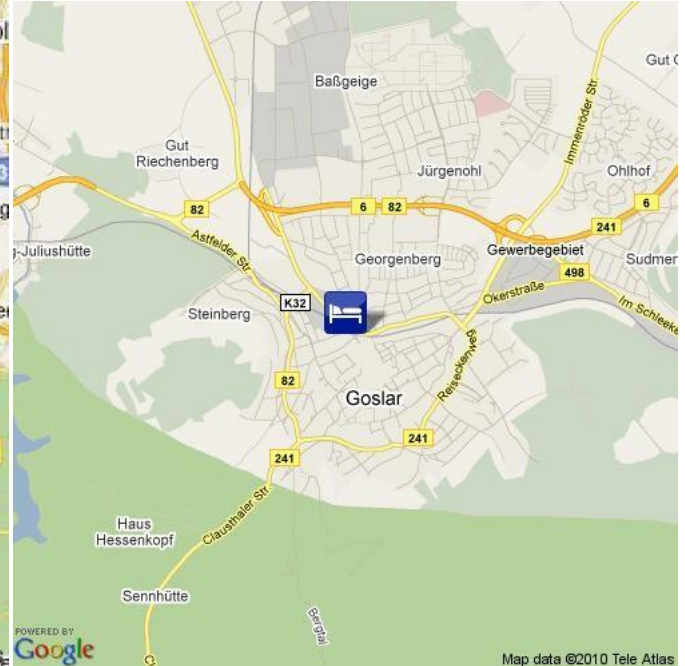 Baßgeige
Gut
Riechenberg
Jürgenohl
Immenröder Str.
Ohlhof
82
6
82
6
241
-Juliushütte
Astfelder Str.
Georgenberg
Gewerbegebiet
498
Sudmer
Steinberg
K32
Okerstraße
Im Schleeke
82
Goslar
Reiseckenweg
241
241
Clausthaler Str.
Haus
Hessenkopf
Sennhütte
Bergtal
POWERED BY
Google
Map data ©2010 Tele Atlas